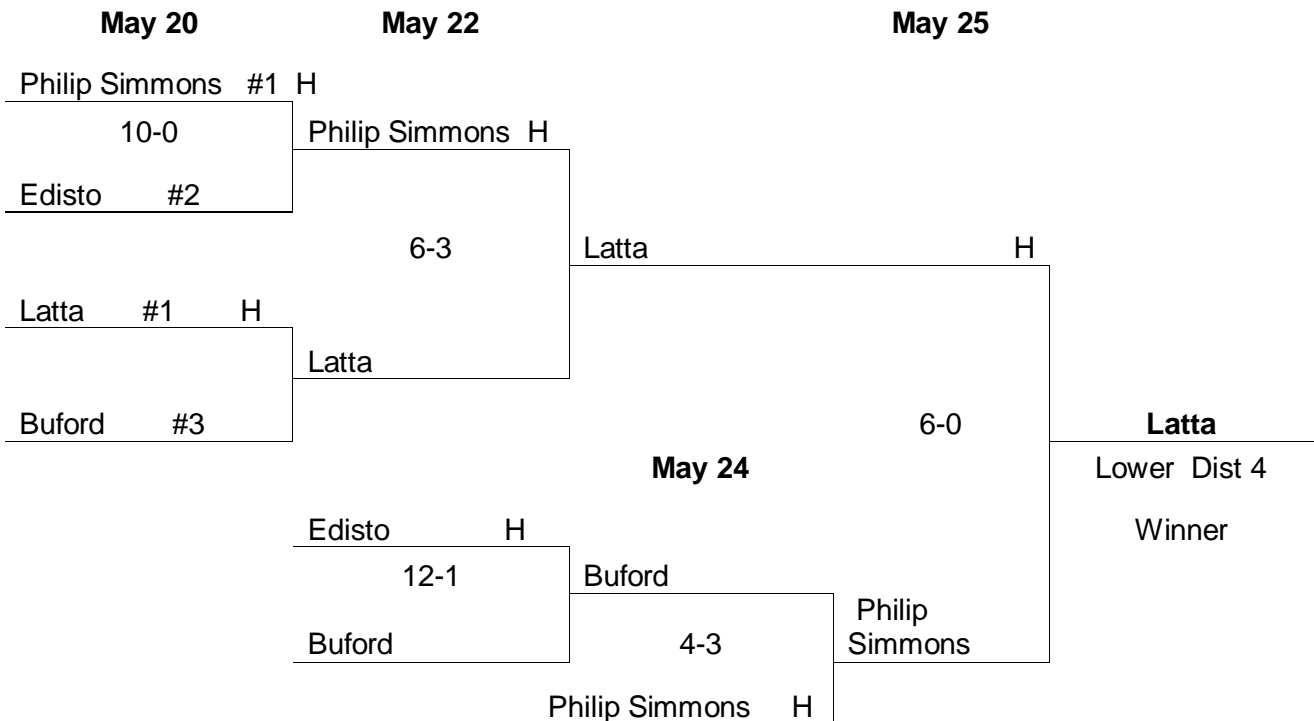 May 20 May 22 May 25
Philip Simmons #1 H
10-0 Philip Simmons H
Edisto #2
6-3 Latta H
Latta #1 H
Latta
Buford #3 6-0 Latta
May 24 Lower Dist 4
Edisto H Winner
12-1 Buford
Philip
Buford 4-3 Simmons
Philip Simmons H